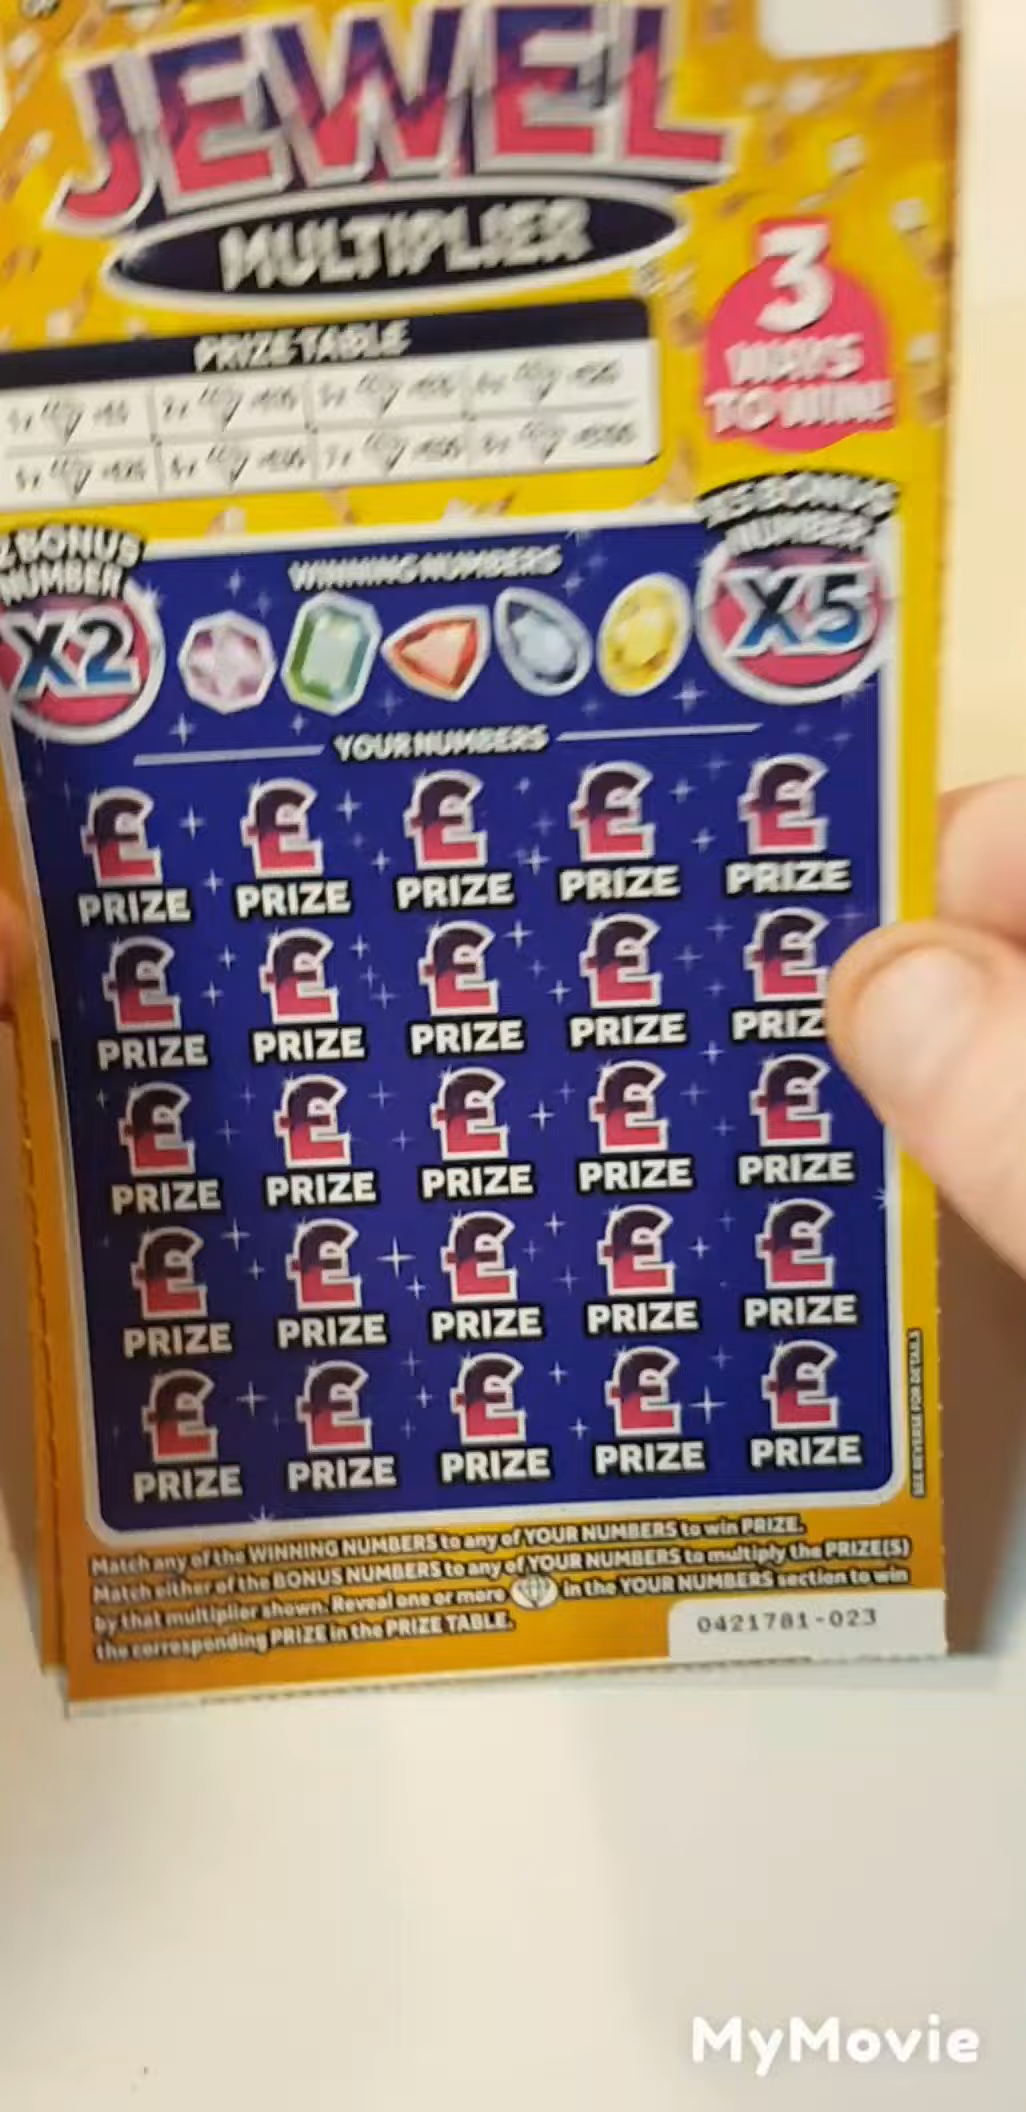 JEWEL
MULTIPLIER
3
WAYS
TO WIN!
PRIZE TABLE
BONUS
NUMBER
X2
WINNING NUMBERS
BONUS
NUMBER
X5
YOUR NUMBERS
£ £ £ £ £
PRIZE PRIZE PRIZE PRIZE PRIZE
£ £ £ £ £
PRIZE PRIZE PRIZE PRIZE PRIZ
£ £ £ £ £
PRIZE PRIZE PRIZE PRIZE PRIZE
£ £ £ £ £
PRIZE PRIZE PRIZE PRIZE PRIZE
£ £ £ £ £
PRIZE PRIZE PRIZE PRIZE PRIZE
SEE REVERSE FOR DETAILS
Match any of the WINNING NUMBERS to any of YOUR NUMBERS to win PRIZE.
Match either of the BONUS NUMBERS to any of YOUR NUMBERS to multiply the PRIZE(S)
by that multiplier shown. Reveal one or more in the YOUR NUMBERS section to win
the corresponding PRIZE in the PRIZE TABLE.
0421781-023
MyMovie